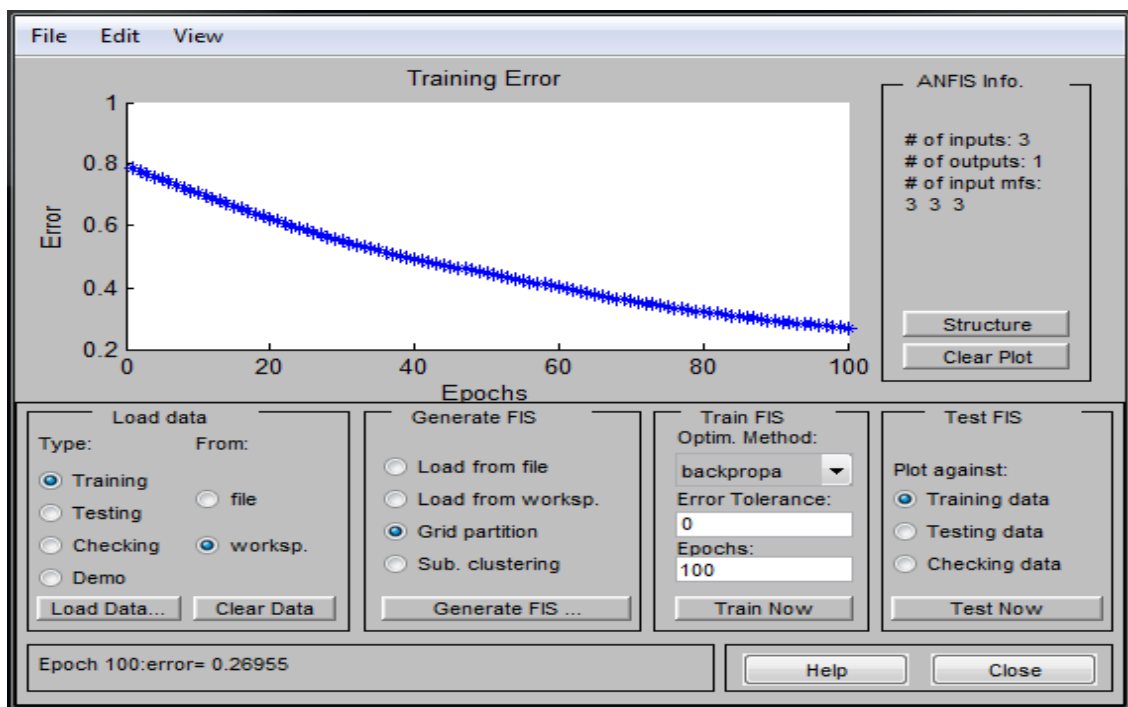 File Edit View
Training Error
1
0.8
0.6
0.4
0.2
Error
0 20 40 60 80 100
Epochs
ANFIS Info.
# of inputs: 3
# of outputs: 1
# of input mfs:
3 3 3
Structure
Clear Plot
Load data
Type: From:
Training
file
Testing
Checking
worksp.
Demo
Load Data... Clear Data
Generate FIS
Load from file
Load from worksp.
Grid partition
Sub. clustering
Generate FIS ...
Train FIS
Optim. Method:
backpropa
Error Tolerance:
0
Epochs:
100
Train Now
Test FIS
Plot against:
Training data
Testing data
Checking data
Test Now
Epoch 100:error= 0.26955
Help Close